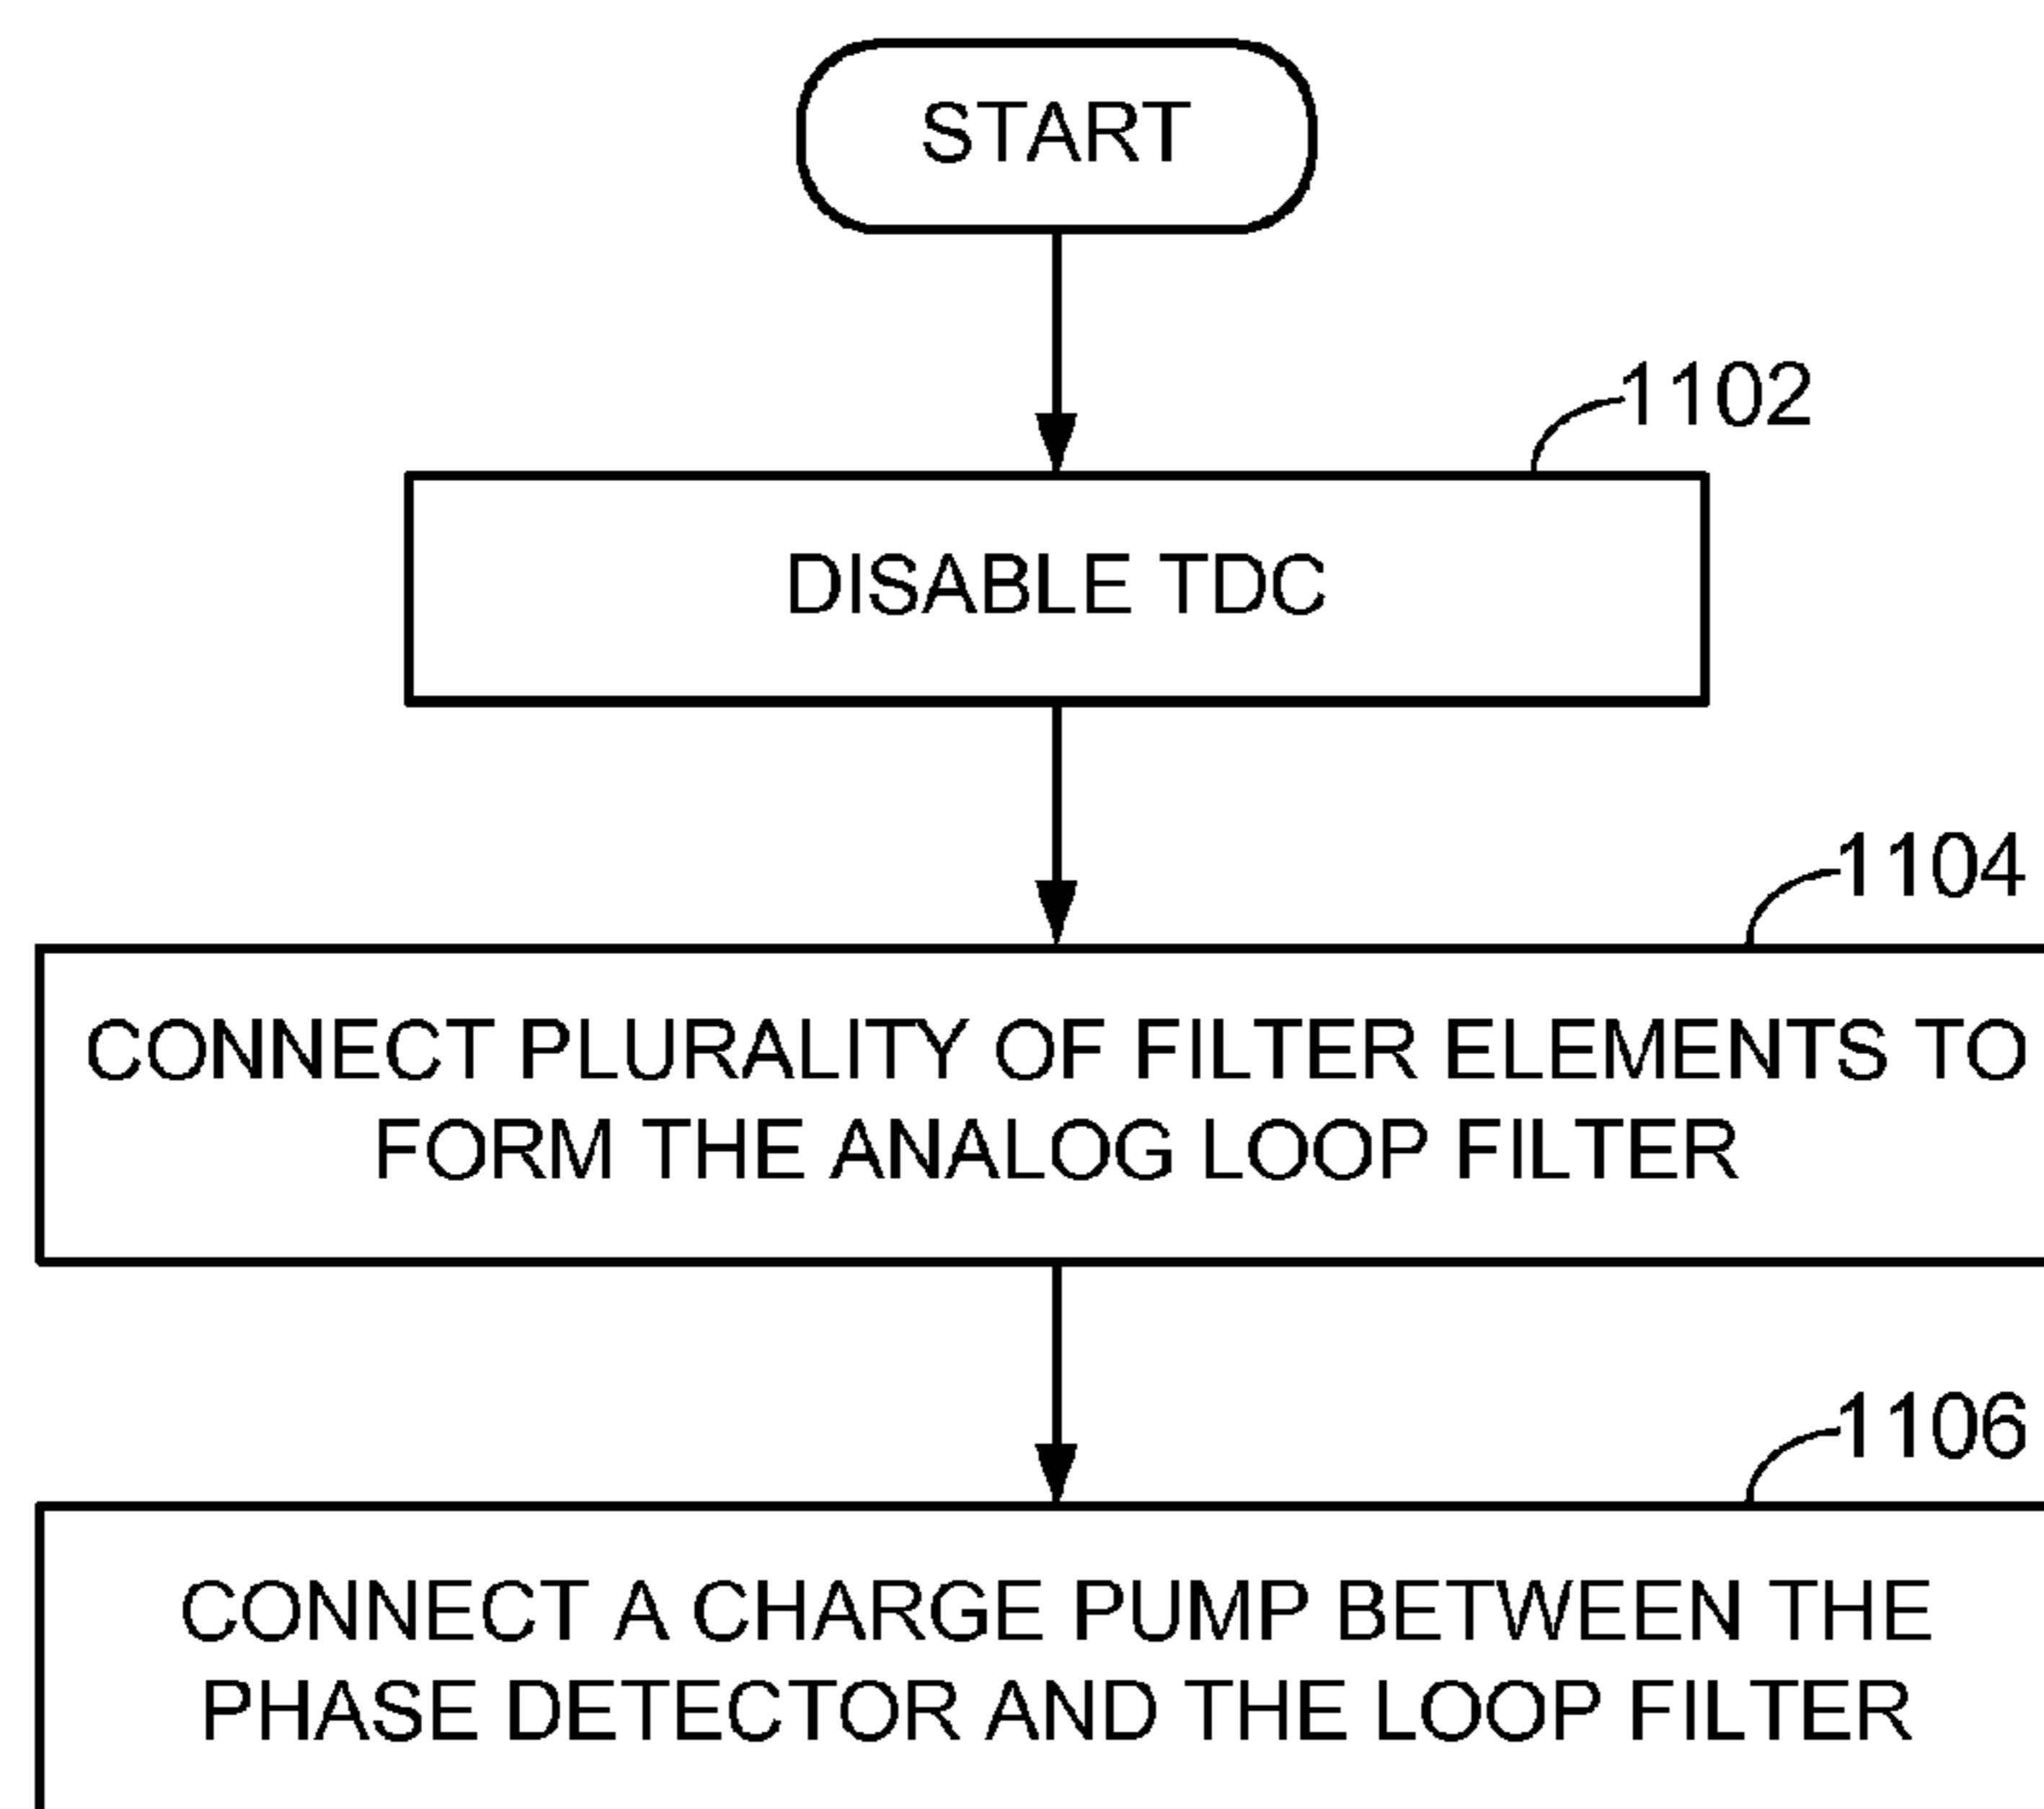 START
1102
DISABLE TDC
1104
CONNECT PLURALITY OF FILTER ELEMENTS TO
FORM THE ANALOG LOOP FILTER
1106
CONNECT A CHARGE PUMP BETWEEN THE
PHASE DETECTOR AND THE LOOP FILTER